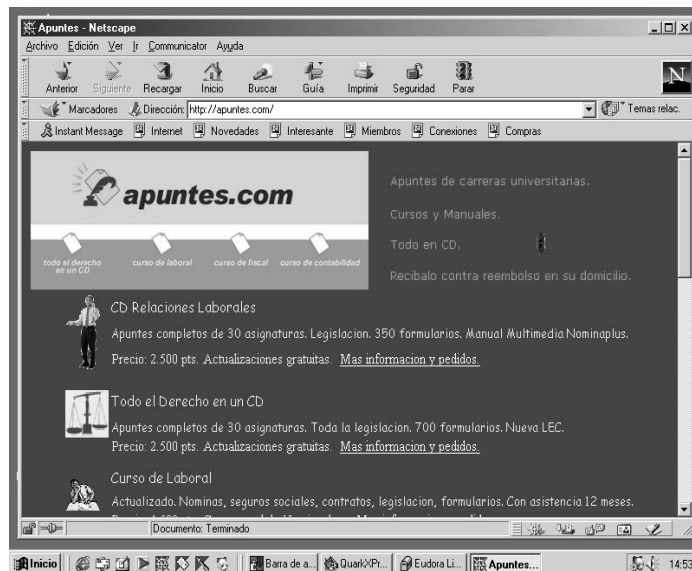 Apuntes - Netscape
Archivo Edición Ver Ir Communicator Ayuda
Anterior Siguiente Recargar Inicio Buscar Guía Imprimir Seguridad Parar
N
Marcadores Dirección: http://apuntes.com/ Temas relac.
Instant Message Internet Novedades Interesante Miembros Conexiones Compras
apuntes.com
todo el derecho
en un CD
curso de laboral
curso de fiscal
curso de contabilidad
Apuntes de carreras universitarias.
Cursos y Manuales.
Todo en CD.
Recibalo contra reembolso en su domicilio.
CD Relaciones Laborales
Apuntes completos de 30 asignaturas. Legislacion. 350 formularios. Manual Multimedia Nominaplus.
Precio: 2.500 pts. Actualizaciones gratuitas. Mas informacion y pedidos.
Todo el Derecho en un CD
Apuntes completos de 30 asignaturas. Toda la legislacion. 700 formularios. Nueva LEC.
Precio: 2.500 pts. Actualizaciones gratuitas. Mas informacion y pedidos.
Curso de Laboral
Actualizado. Nominas, seguros sociales, contratos, legislacion, formularios. Con asistencia 12 meses.
Documento: Terminado
Inicio Barra de a... QuarkXPr... Eudora Li... Apuntes... 14:53